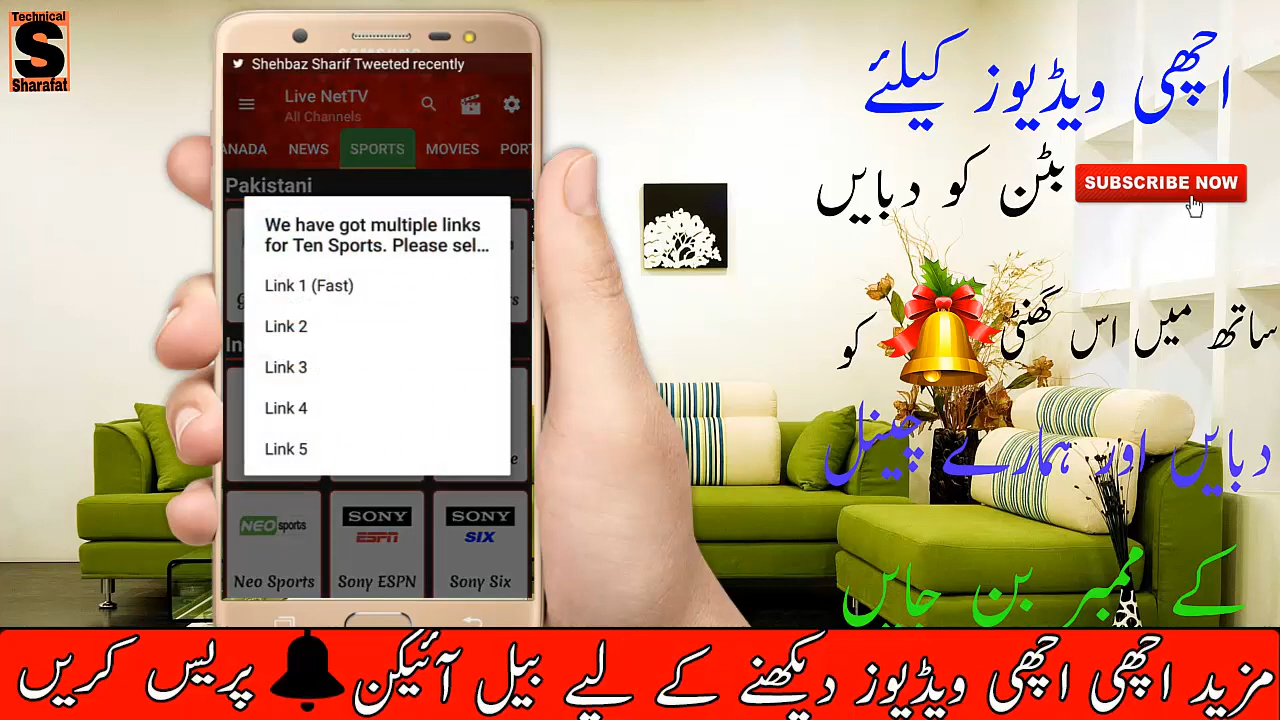 Technical
S
Sharafat
Shehbaz Sharif Tweeted recently
Live NetTV
All Channels
ANADA NEWS SPORTS MOVIES PORT
Pakistani
We have got multiple links
for Ten Sports. Please sel...
Link 1 (Fast)
Link 2
Link 3
Link 4
Link 5
NEO sports
SONY
ESPN
SONY
SIX
Neo Sports Sony ESPN Sony Six
اچھی ویڈیوز کیلئے
بٹن کو دبایں
SUBSCRIBE NOW
ساتھ میں اس گھنٹی کو
دبایں اور ہمارے چینل
کے ممبر بن جایں
مزید اچھی اچھی ویڈیوز دیکھنے کے لیے بیل آئیکن پریس کریں